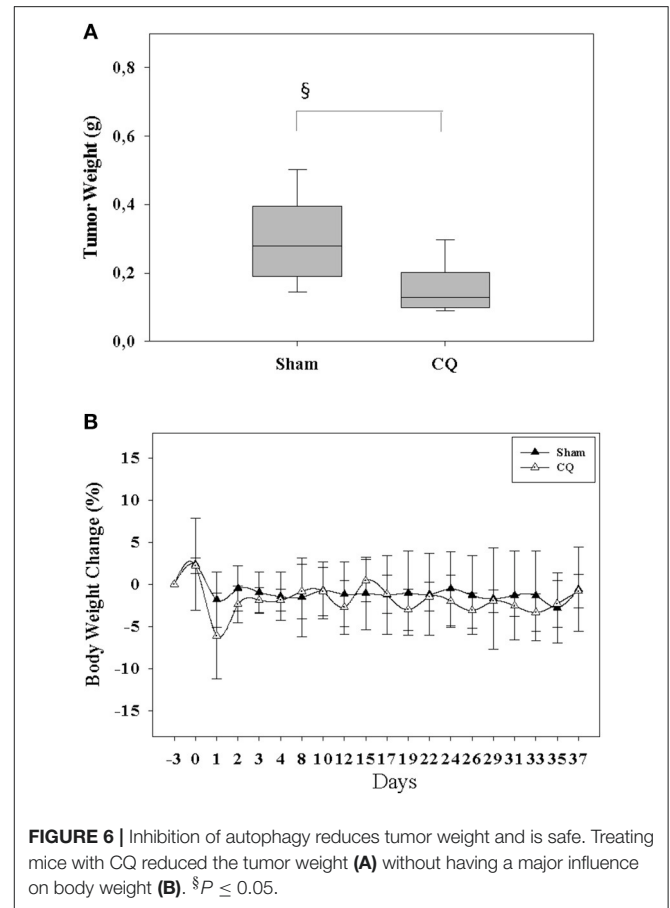 A
Tumor Weight (g)
0,8
0,6
0,4
0,2
0,0
§
Sham CQ
B
Body Weight Change (%)
15
10
5
0
-5
-10
-15
Sham
CQ
-3 0 1 2 3 4 8 10 12 15 17 19 22 24 26 29 31 33 35 37
Days
FIGURE 6 | Inhibition of autophagy reduces tumor weight and is safe. Treating
mice with CQ reduced the tumor weight (A) without having a major influence
on body weight (B). §P ≤ 0.05.